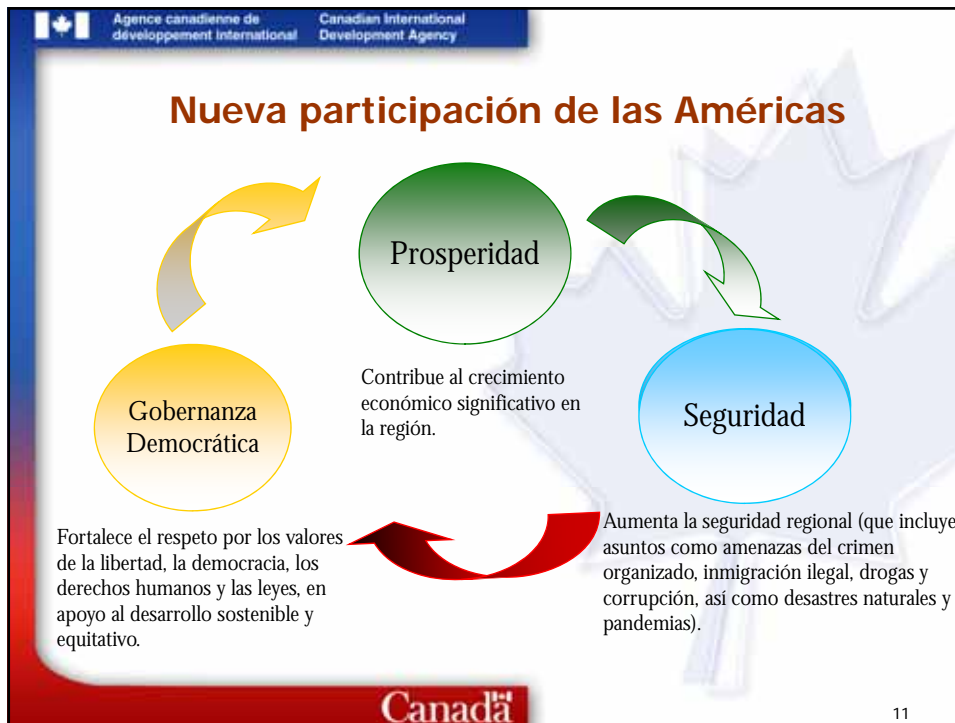 Agence canadienne de
développement international
Canadian International
Development Agency
Nueva participación de las Américas
Prosperidad
Contribue al crecimiento
económico significativo en
la región.
Gobernanza
Democrática
Fortalece el respeto por los valores
de la libertad, la democracia, los
derechos humanos y las leyes, en
apoyo al desarrollo sostenible y
equitativo.
Seguridad
Aumenta la seguridad regional (que incluye
asuntos como amenazas del crimen
organizado, inmigración ilegal, drogas y
corrupción, así como desastres naturales y
pandemias).
Canada
11